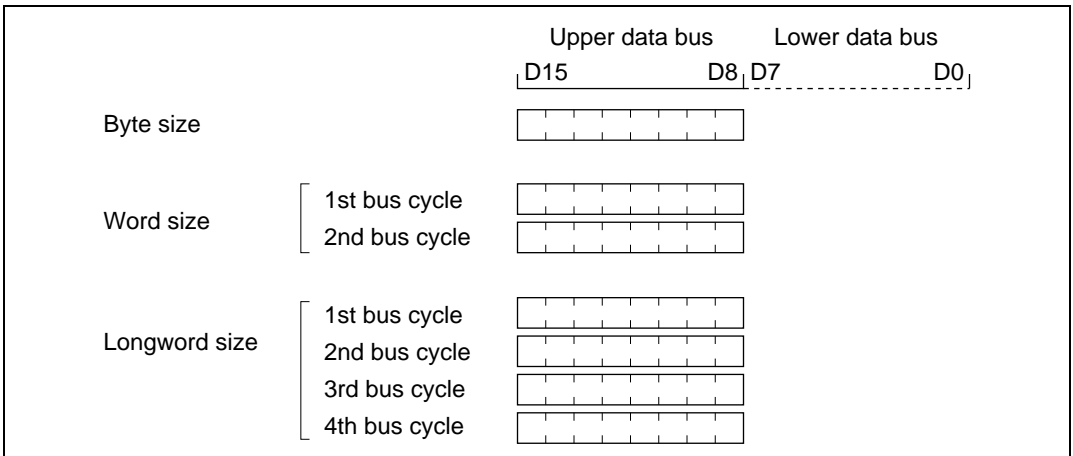 Upper data bus Lower data bus
D15 D8 D7 D0
Byte size
1st bus cycle
Word size
2nd bus cycle
1st bus cycle
Longword size
2nd bus cycle
3rd bus cycle
4th bus cycle